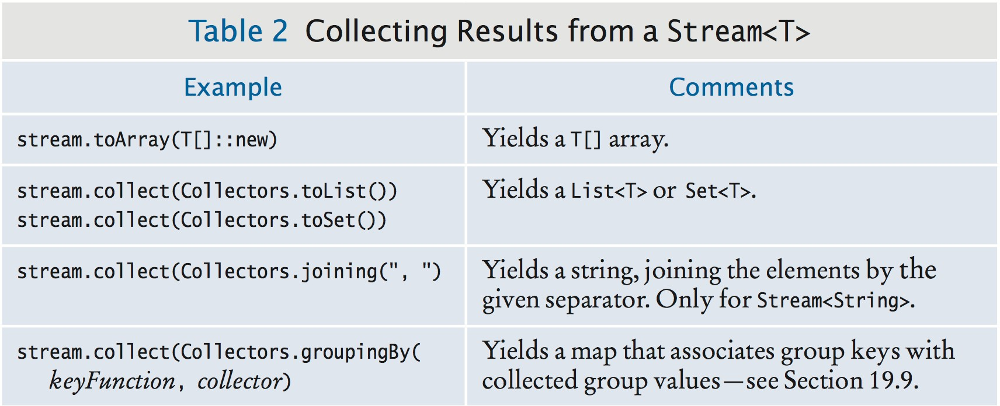 Table 2 Collecting Results from a Stream<T>
Example
Comments
stream.toArray(T[]::new)
Yields a T[] array.
stream.collect(Collectors.toList())
stream.collect(Collectors.toSet())
Yields a List<T> or Set<T>.
stream.collect(Collectors.joining(", ")
Yields a string, joining the elements by the
given separator. Only for Stream<String>.
stream.collect(Collectors.groupingBy(
keyFunction, collector)
Yields a map that associates group keys with
collected group values—see Section 19.9.